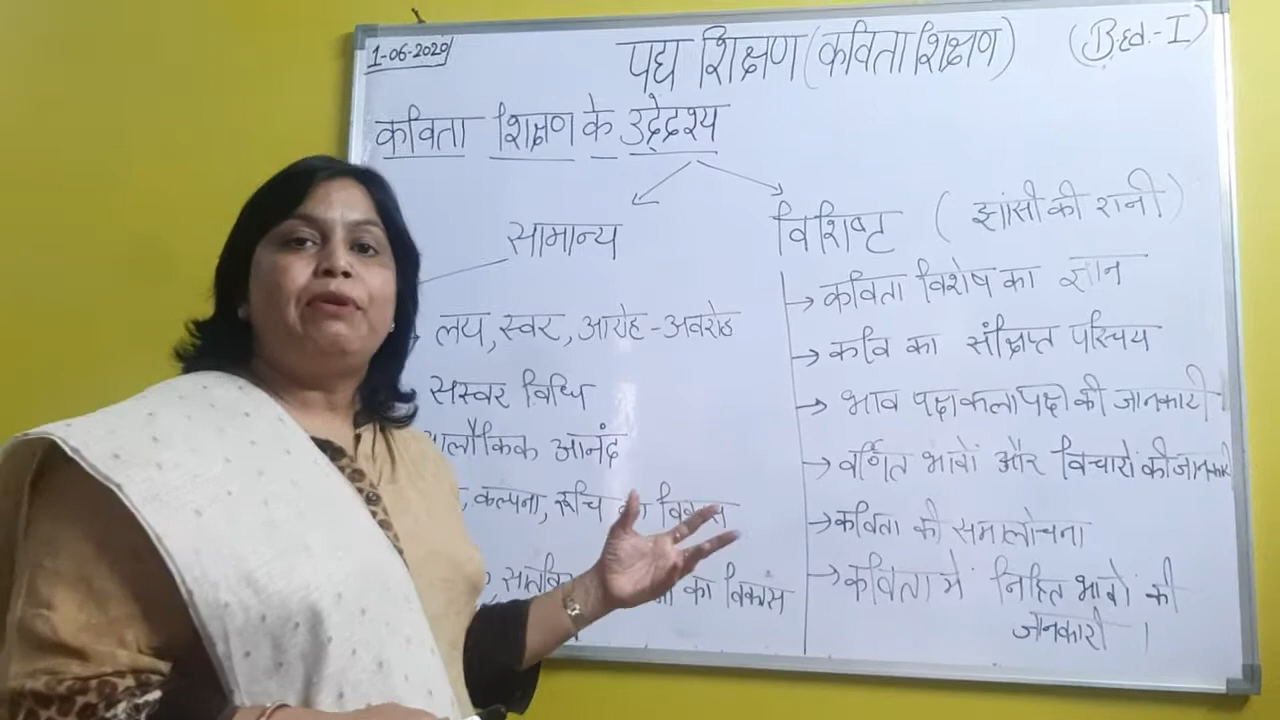 1-06-2020
पद्य शिक्षण (कविता शिक्षण)
(B.Ed.-I)
कविता शिक्षण के उद्देश्य
सामान्य
लय, स्वर, आरोह-अवरोह
सस्वर विधि
आनंद
कल्पना, रूचि का विकास
का विकास
विशिष्ट (झांसी की रानी)
→ कविता विशेष का ज्ञान
→ कवि का संक्षिप्त परिचय
→ भाव पक्ष कलापक्ष की जानकारी
→ वर्णित भावों और विचारों की जानकारी
→ कविता की समालोचना
→ कविता में निहित भावों की
जानकारी ।